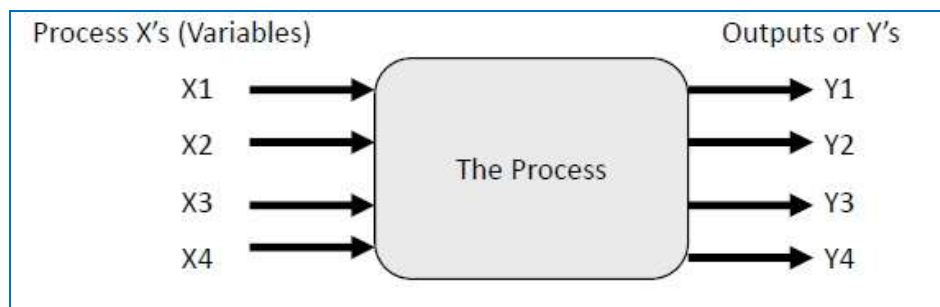 Process X's (Variables) Outputs or Y's
X1 Y1
X2 Y2
The Process
X3 Y3
X4 Y4